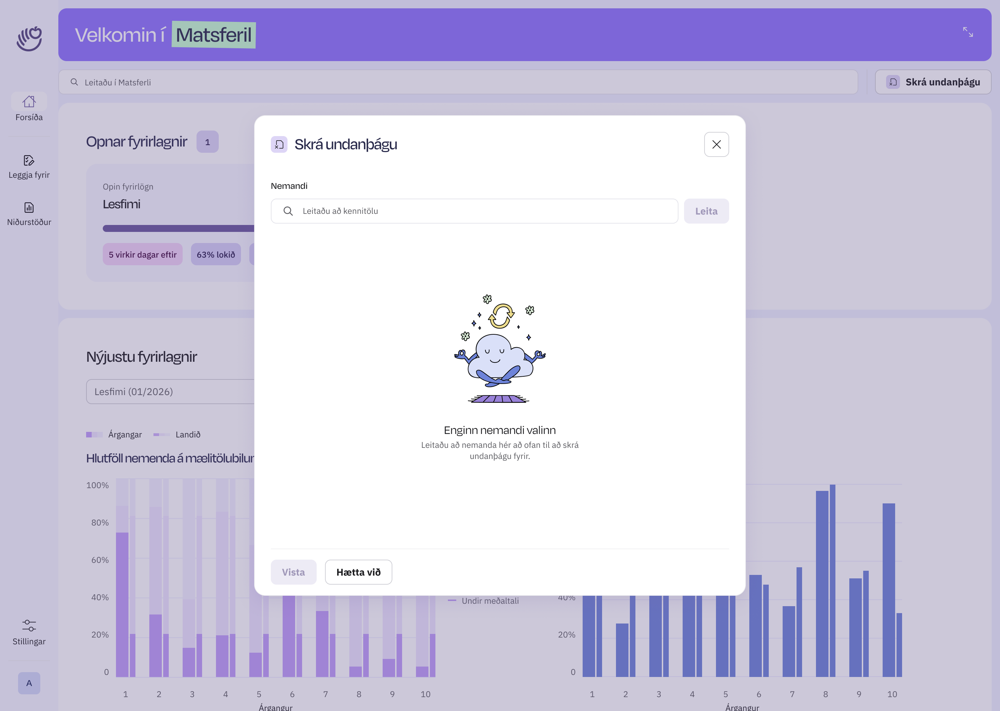 Velkomin í Matsferil
Leitaðu í Matsferli
Skrá undanþágu
Forsíða
Leggja fyrir
Niðurstöður
Stillingar
A
Opnar fyrirlagnir 1
Opin fyrirlögn
Lesfimi
5 virkir dagar eftir 63% lokið
Nýjustu fyrirlagnir
Lesfimi (01/2026)
Árgangar Landið
Hlutföll nemenda á
100%
80%
60%
40%
20%
0
1 2 3 4 5 6 7 8 9 10
Árgangur
Undir meðaltali
40%
20%
0
1 2 3 4 5 6 7 8 9 10
Árgangur
Skrá undanþágu
Nemandi
Leitaðu að kennitölu
Leita
Enginn nemandi valinn
Leitaðu að nemanda hér að ofan til að skrá
undanþágu fyrir.
Vista Hætta við